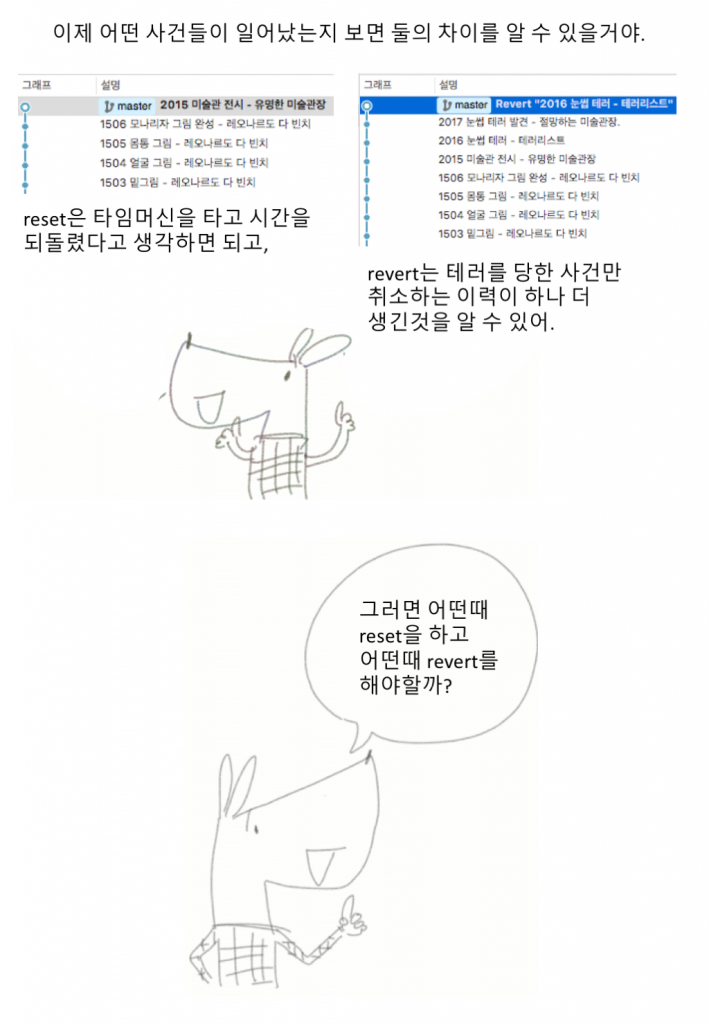 이제 어떤 사건들이 일어났는지 보면 둘의 차이를 알 수 있을거야.
그래프 설명
master 2015 미술관 전시 - 유명한 미술관장
1506 모나리자 그림 완성 - 레오나르도 다 빈치
1505 몸통 그림 - 레오나르도 다 빈치
1504 얼굴 그림 - 레오나르도 다 빈치
1503 밑그림 - 레오나르도 다 빈치
reset은 타임머신을 타고 시간을
되돌렸다고 생각하면 되고,
그래프 설명
master Revert "2016 눈썹 테러 - 테러리스트"
2017 눈썹 테러 발견 - 절망하는 미술관장.
2016 눈썹 테러 - 테러리스트
2015 미술관 전시 - 유명한 미술관장
1506 모나리자 그림 완성 - 레오나르도 다 빈치
1505 몸통 그림 - 레오나르도 다 빈치
1504 얼굴 그림 - 레오나르도 다 빈치
1503 밑그림 - 레오나르도 다 빈치
revert는 테러를 당한 사건만
취소하는 이력이 하나 더
생긴것을 알 수 있어.
그러면 어떤때
reset을 하고
어떤때 revert를
해야할까?